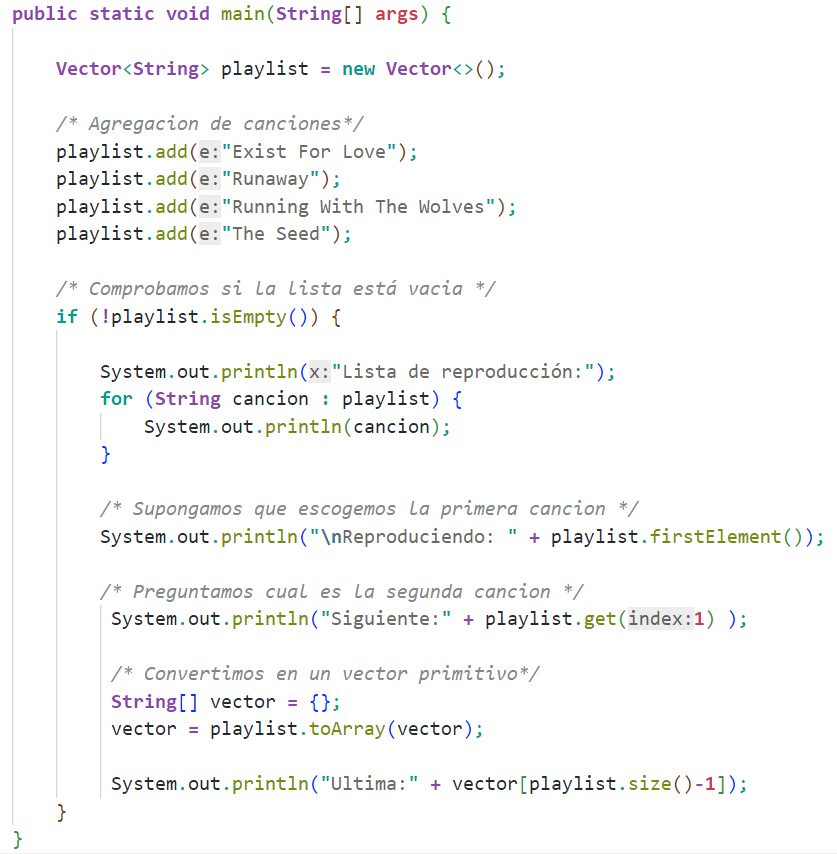 public static void main(String[] args) {
Vector<String> playlist = new Vector<>();
/* Agregacion de canciones*/
playlist.add(e:"Exist For Love");
playlist.add(e:"Runaway");
playlist.add(e:"Running With The Wolves");
playlist.add(e:"The Seed");
/* Comprobamos si la lista está vacia */
if (!playlist.isEmpty()) {
System.out.println(x:"Lista de reproducción:");
for (String cancion : playlist) {
System.out.println(cancion);
}
/* Supongamos que escogemos la primera cancion */
System.out.println("\nReproduciendo: " + playlist.firstElement());
/* Preguntamos cual es la segunda cancion */
System.out.println("Siguiente:" + playlist.get(index:1) );
/* Convertimos en un vector primitivo*/
String[] vector = {};
vector = playlist.toArray(vector);
System.out.println("Ultima:" + vector[playlist.size()-1]);
}
}